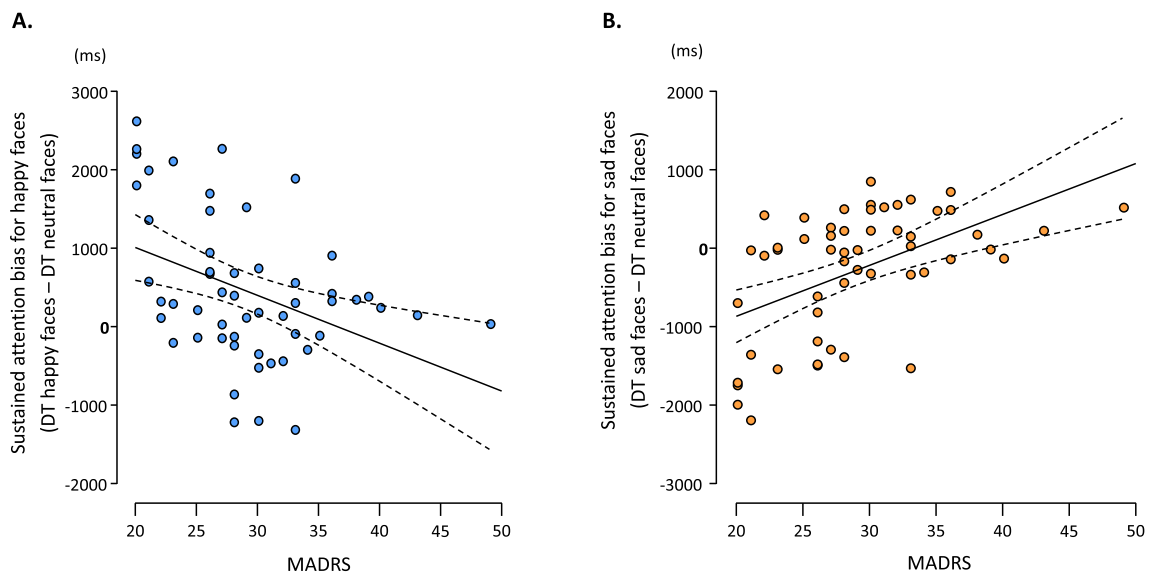 A.
(ms)
Sustained attention bias for happy faces
(DT happy faces – DT neutral faces)
3000
2000
1000
0
-1000
-2000
20 25 30 35 40 45 50
MADRS
B.
(ms)
Sustained attention bias for sad faces
(DT sad faces – DT neutral faces)
2000
1000
0
-1000
-2000
-3000
20 25 30 35 40 45 50
MADRS